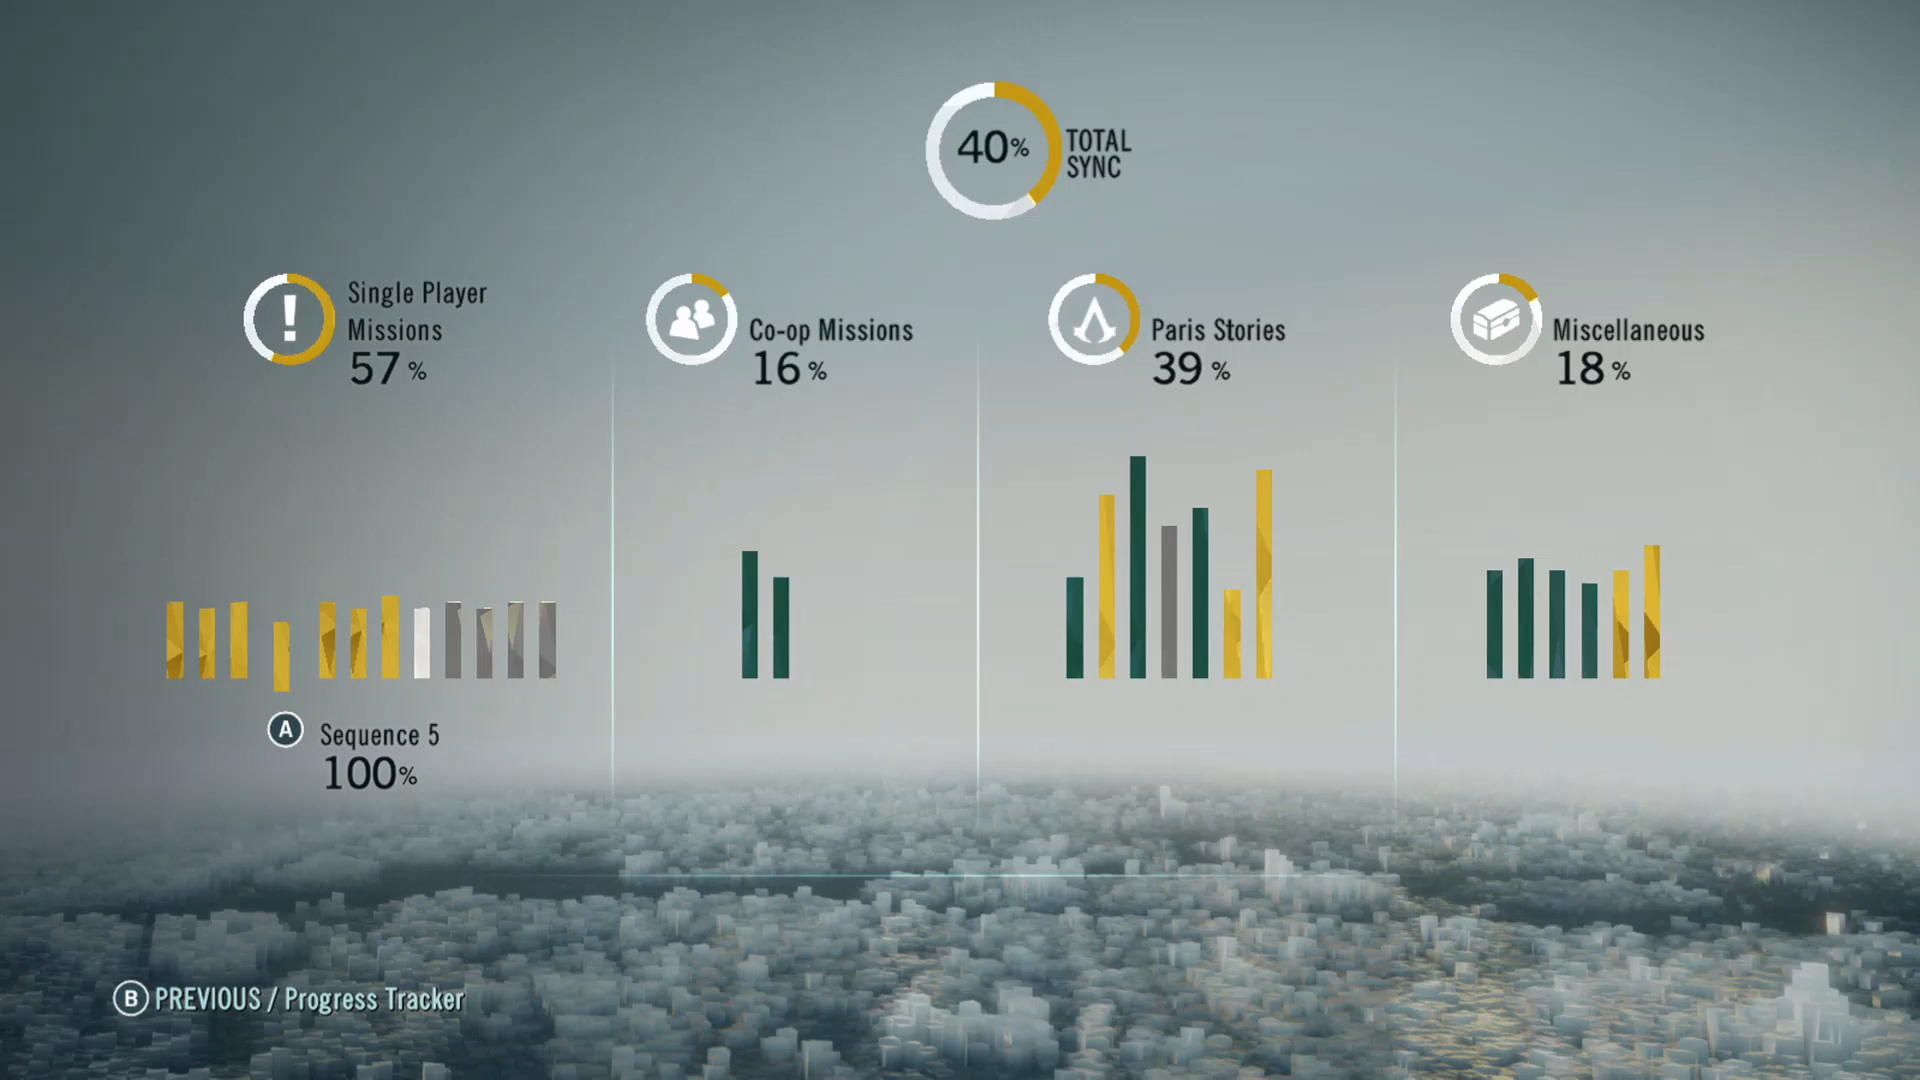 40%
TOTAL
SYNC
Single Player
Missions
57 %
Co-op Missions
16 %
Paris Stories
39 %
Miscellaneous
18 %
A Sequence 5
100%
B PREVIOUS / Progress Tracker